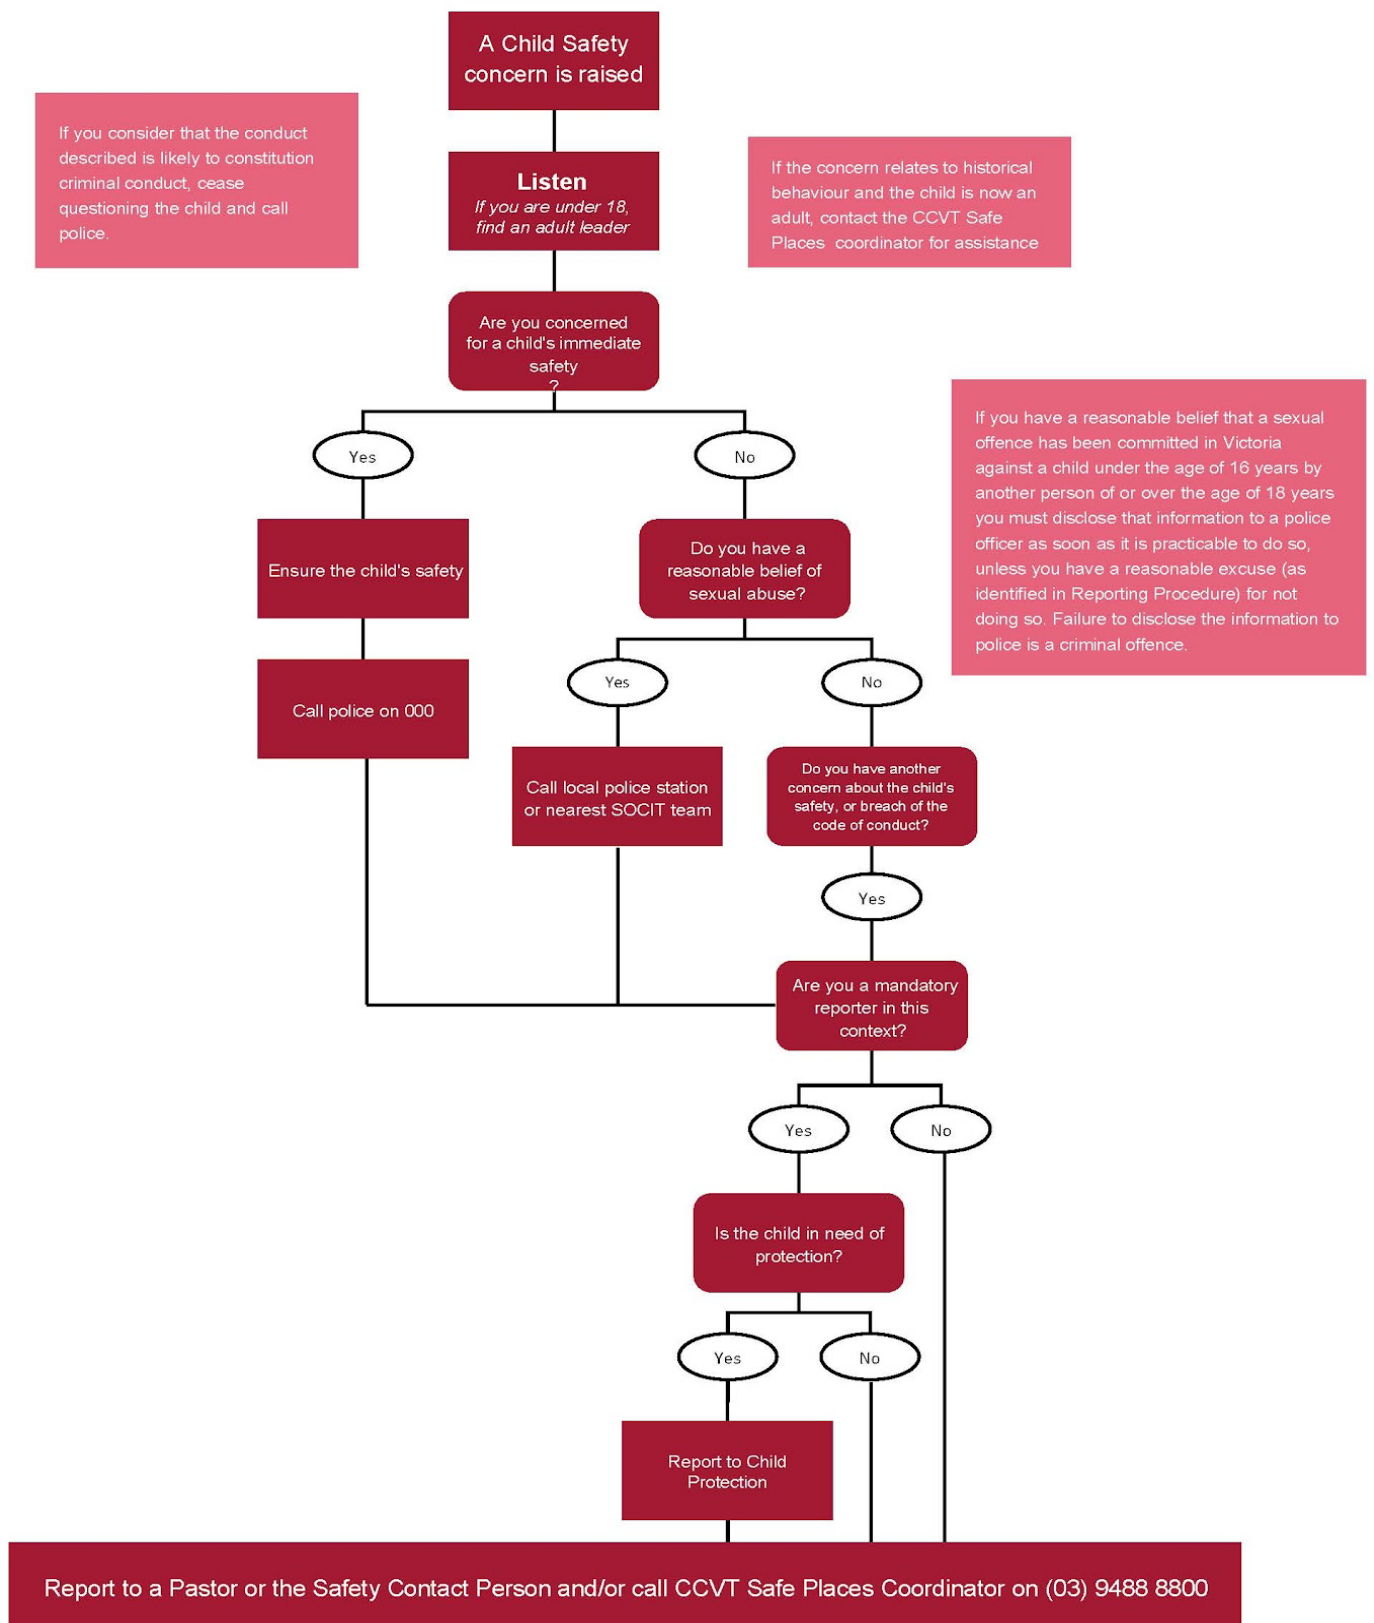 A Child Safety
concern is raised
If you consider that the conduct
described is likely to constitution
criminal conduct, cease
questioning the child and call
police.
Listen
If you are under 18,
find an adult leader
If the concern relates to historical
behaviour and the child is now an
adult, contact the CCVT Safe
Places coordinator for assistance
Are you concerned
for a child's immediate
safety
?
Yes
No
If you have a reasonable belief that a sexual
offence has been committed in Victoria
against a child under the age of 16 years by
another person of or over the age of 18 years
you must disclose that information to a police
officer as soon as it is practicable to do so,
unless you have a reasonable excuse (as
identified in Reporting Procedure) for not
doing so. Failure to disclose the information to
police is a criminal offence.
Ensure the child's safety
Do you have a
reasonable belief of
sexual abuse?
Call police on 000
Yes
No
Call local police station
or nearest SOCIT team
Do you have another
concern about the child's
safety, or breach of the
code of conduct?
Yes
Are you a mandatory
reporter in this
context?
Yes
No
Is the child in need of
protection?
Yes
No
Report to Child
Protection
Report to a Pastor or the Safety Contact Person and/or call CCVT Safe Places Coordinator on (03) 9488 8800